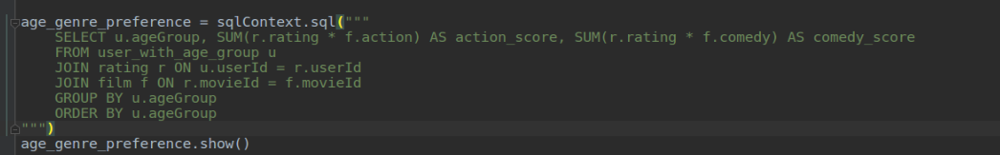 age_genre_preference = sqlContext.sql("""
    SELECT u.ageGroup, SUM(r.rating * f.action) AS action_score, SUM(r.rating * f.comedy) AS comedy_score
    FROM user_with_age_group u
    JOIN rating r ON u.userId = r.userId
    JOIN film f ON r.movieId = f.movieId
    GROUP BY u.ageGroup
    ORDER BY u.ageGroup
""")
age_genre_preference.show()